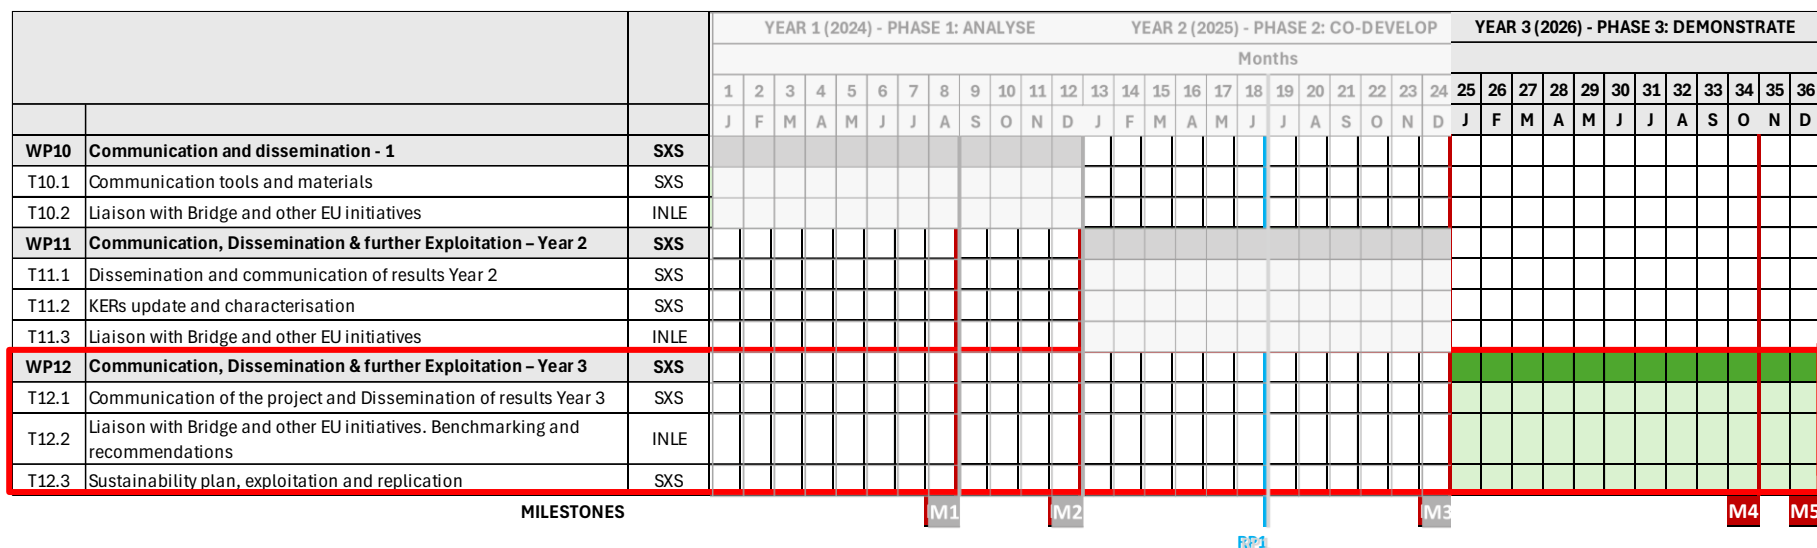 YEAR 1 (2024) - PHASE 1: ANALYSE YEAR 2 (2025) - PHASE 2: CO-DEVELOP YEAR 3 (2026) - PHASE 3: DEMONSTRATE
Months
1 2 3 4 5 6 7 8 9 10 11 12 13 14 15 16 17 18 19 20 21 22 23 24 25 26 27 28 29 30 31 32 33 34 35 36
J F M A M J J A S O N D J F M A M J J A S O N D J F M A M J J A S O N D
WP10 Communication and dissemination - 1 SXS
T10.1 Communication tools and materials SXS
T10.2 Liaison with Bridge and other EU initiatives INLE
WP11 Communication, Dissemination & further Exploitation – Year 2 SXS
T11.1 Dissemination and communication of results Year 2 SXS
T11.2 KERs update and characterisation SXS
T11.3 Liaison with Bridge and other EU initiatives INLE
WP12 Communication, Dissemination & further Exploitation – Year 3 SXS
T12.1 Communication of the project and Dissemination of results Year 3 SXS
T12.2 Liaison with Bridge and other EU initiatives. Benchmarking and
recommendations INLE
T12.3 Sustainability plan, exploitation and replication SXS
MILESTONES M1 M2 M3 M4 M5
RP1